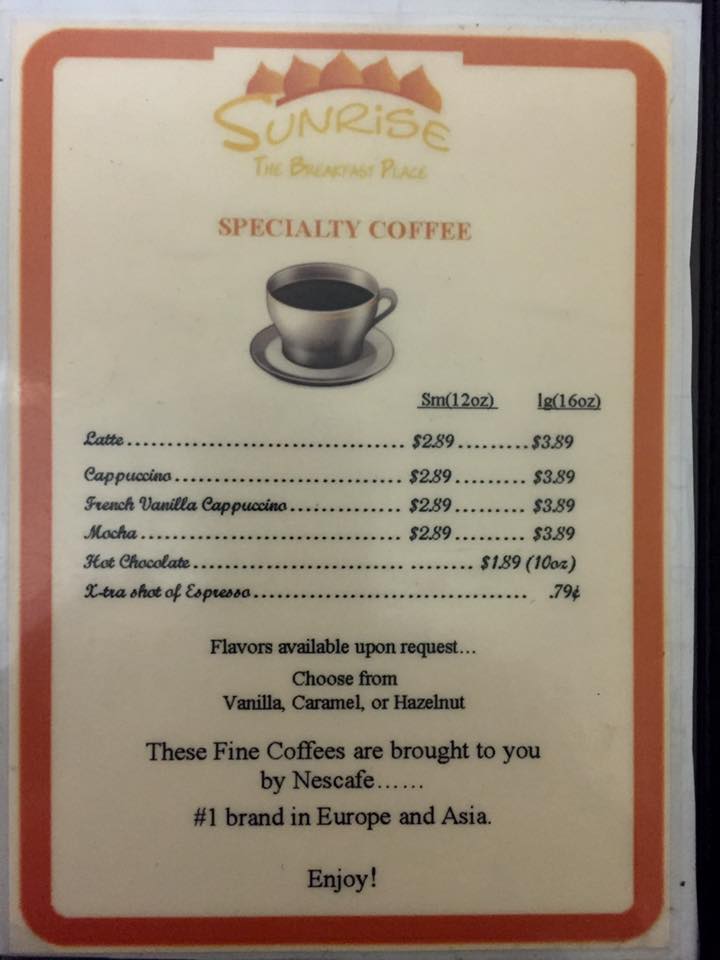 SUNRiSE
THE BREAKFAST PLACE
SPECIALTY COFFEE
Sm(12oz) lg(16oz)
Latte................................... $2.89.........$3.89
Cappuccino............................. $2.89......... $3.89
French Vanilla Cappuccino.............. $2.89......... $3.89
Mocha................................. $2.89......... $3.89
Hot Chocolate........................... ........ $1.89 (10oz)
X-tra shot of Espresso................................... .79¢
Flavors available upon request...
Choose from
Vanilla, Caramel, or Hazelnut
These Fine Coffees are brought to you
by Nescafe......
#1 brand in Europe and Asia.
Enjoy!